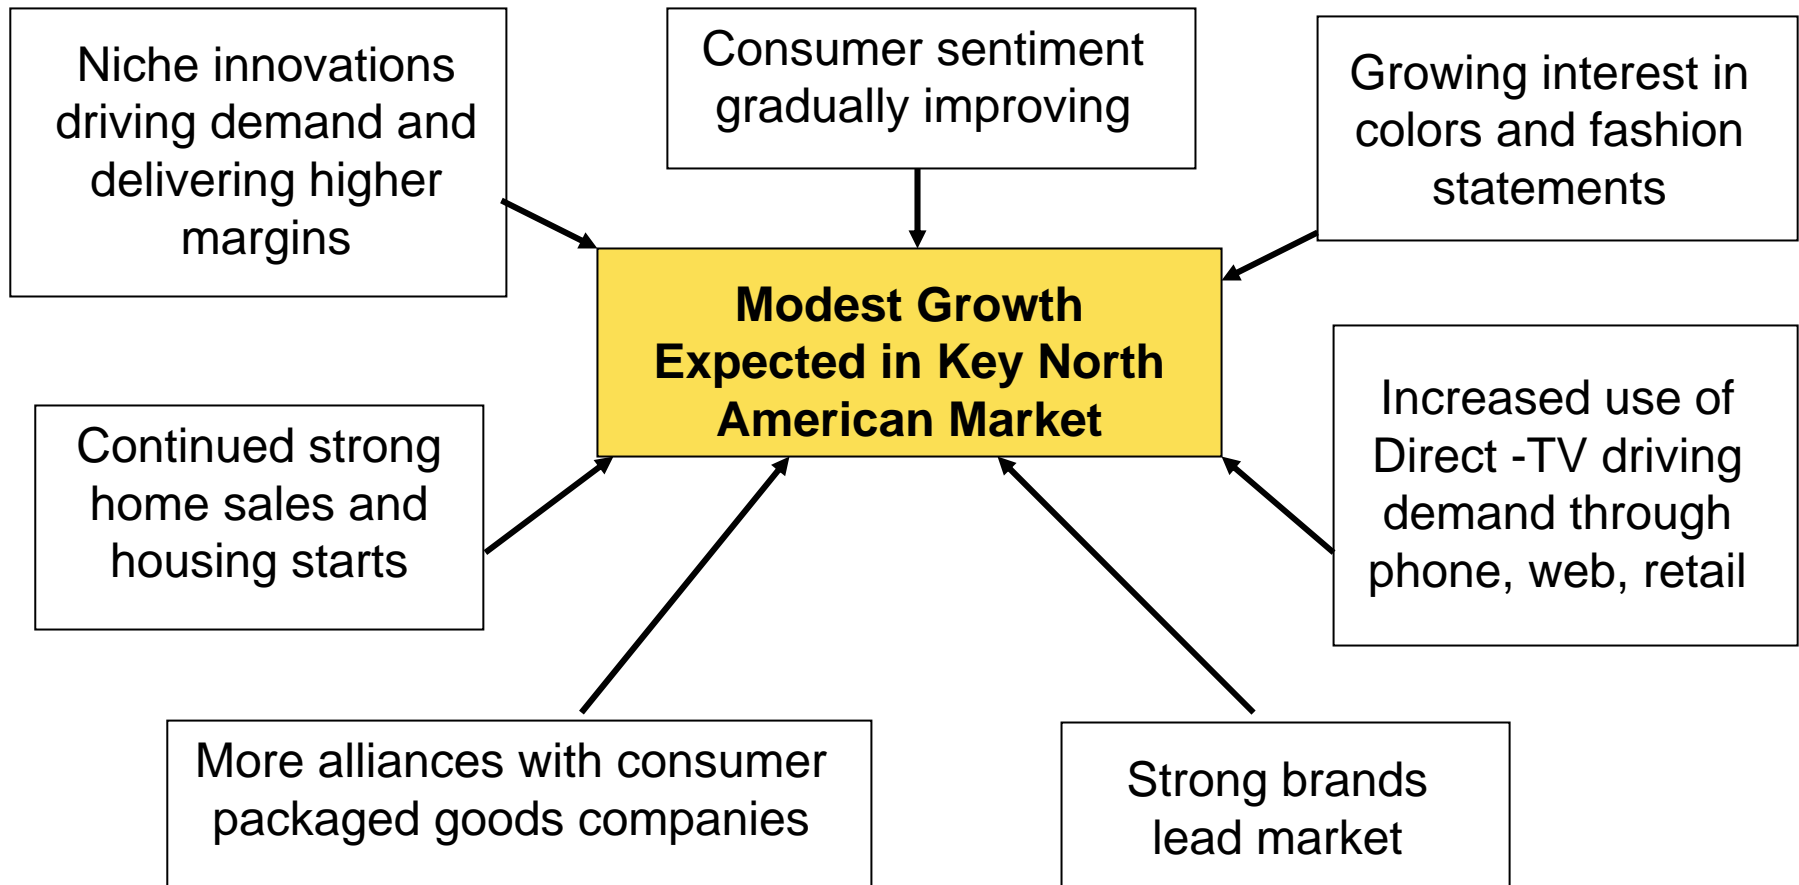 Niche innovations
driving demand and
delivering higher
margins
Consumer sentiment
gradually improving
Growing interest in
colors and fashion
statements
Modest Growth
Expected in Key North
American Market
Continued strong
home sales and
housing starts
Increased use of
Direct -TV driving
demand through
phone, web, retail
More alliances with consumer
packaged goods companies
Strong brands
lead market